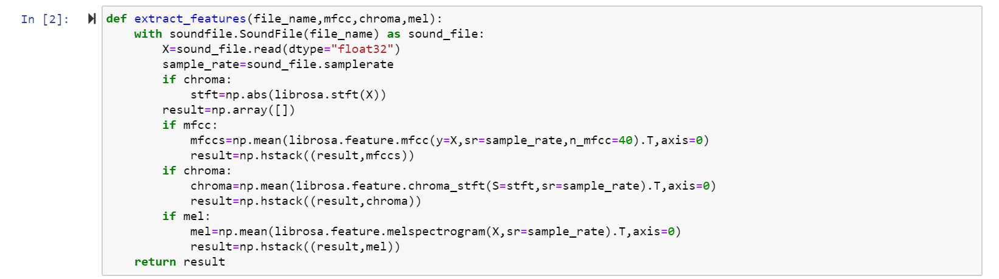 In [2]:
def extract_features(file_name,mfcc,chroma,mel):
    with soundfile.SoundFile(file_name) as sound_file:
        X=sound_file.read(dtype="float32")
        sample_rate=sound_file.samplerate
        if chroma:
            stft=np.abs(librosa.stft(X))
        result=np.array([])
        if mfcc:
            mfccs=np.mean(librosa.feature.mfcc(y=X,sr=sample_rate,n_mfcc=40).T,axis=0)
            result=np.hstack((result,mfccs))
        if chroma:
            chroma=np.mean(librosa.feature.chroma_stft(S=stft,sr=sample_rate).T,axis=0)
            result=np.hstack((result,chroma))
        if mel:
            mel=np.mean(librosa.feature.melspectrogram(X,sr=sample_rate).T,axis=0)
            result=np.hstack((result,mel))
    return result